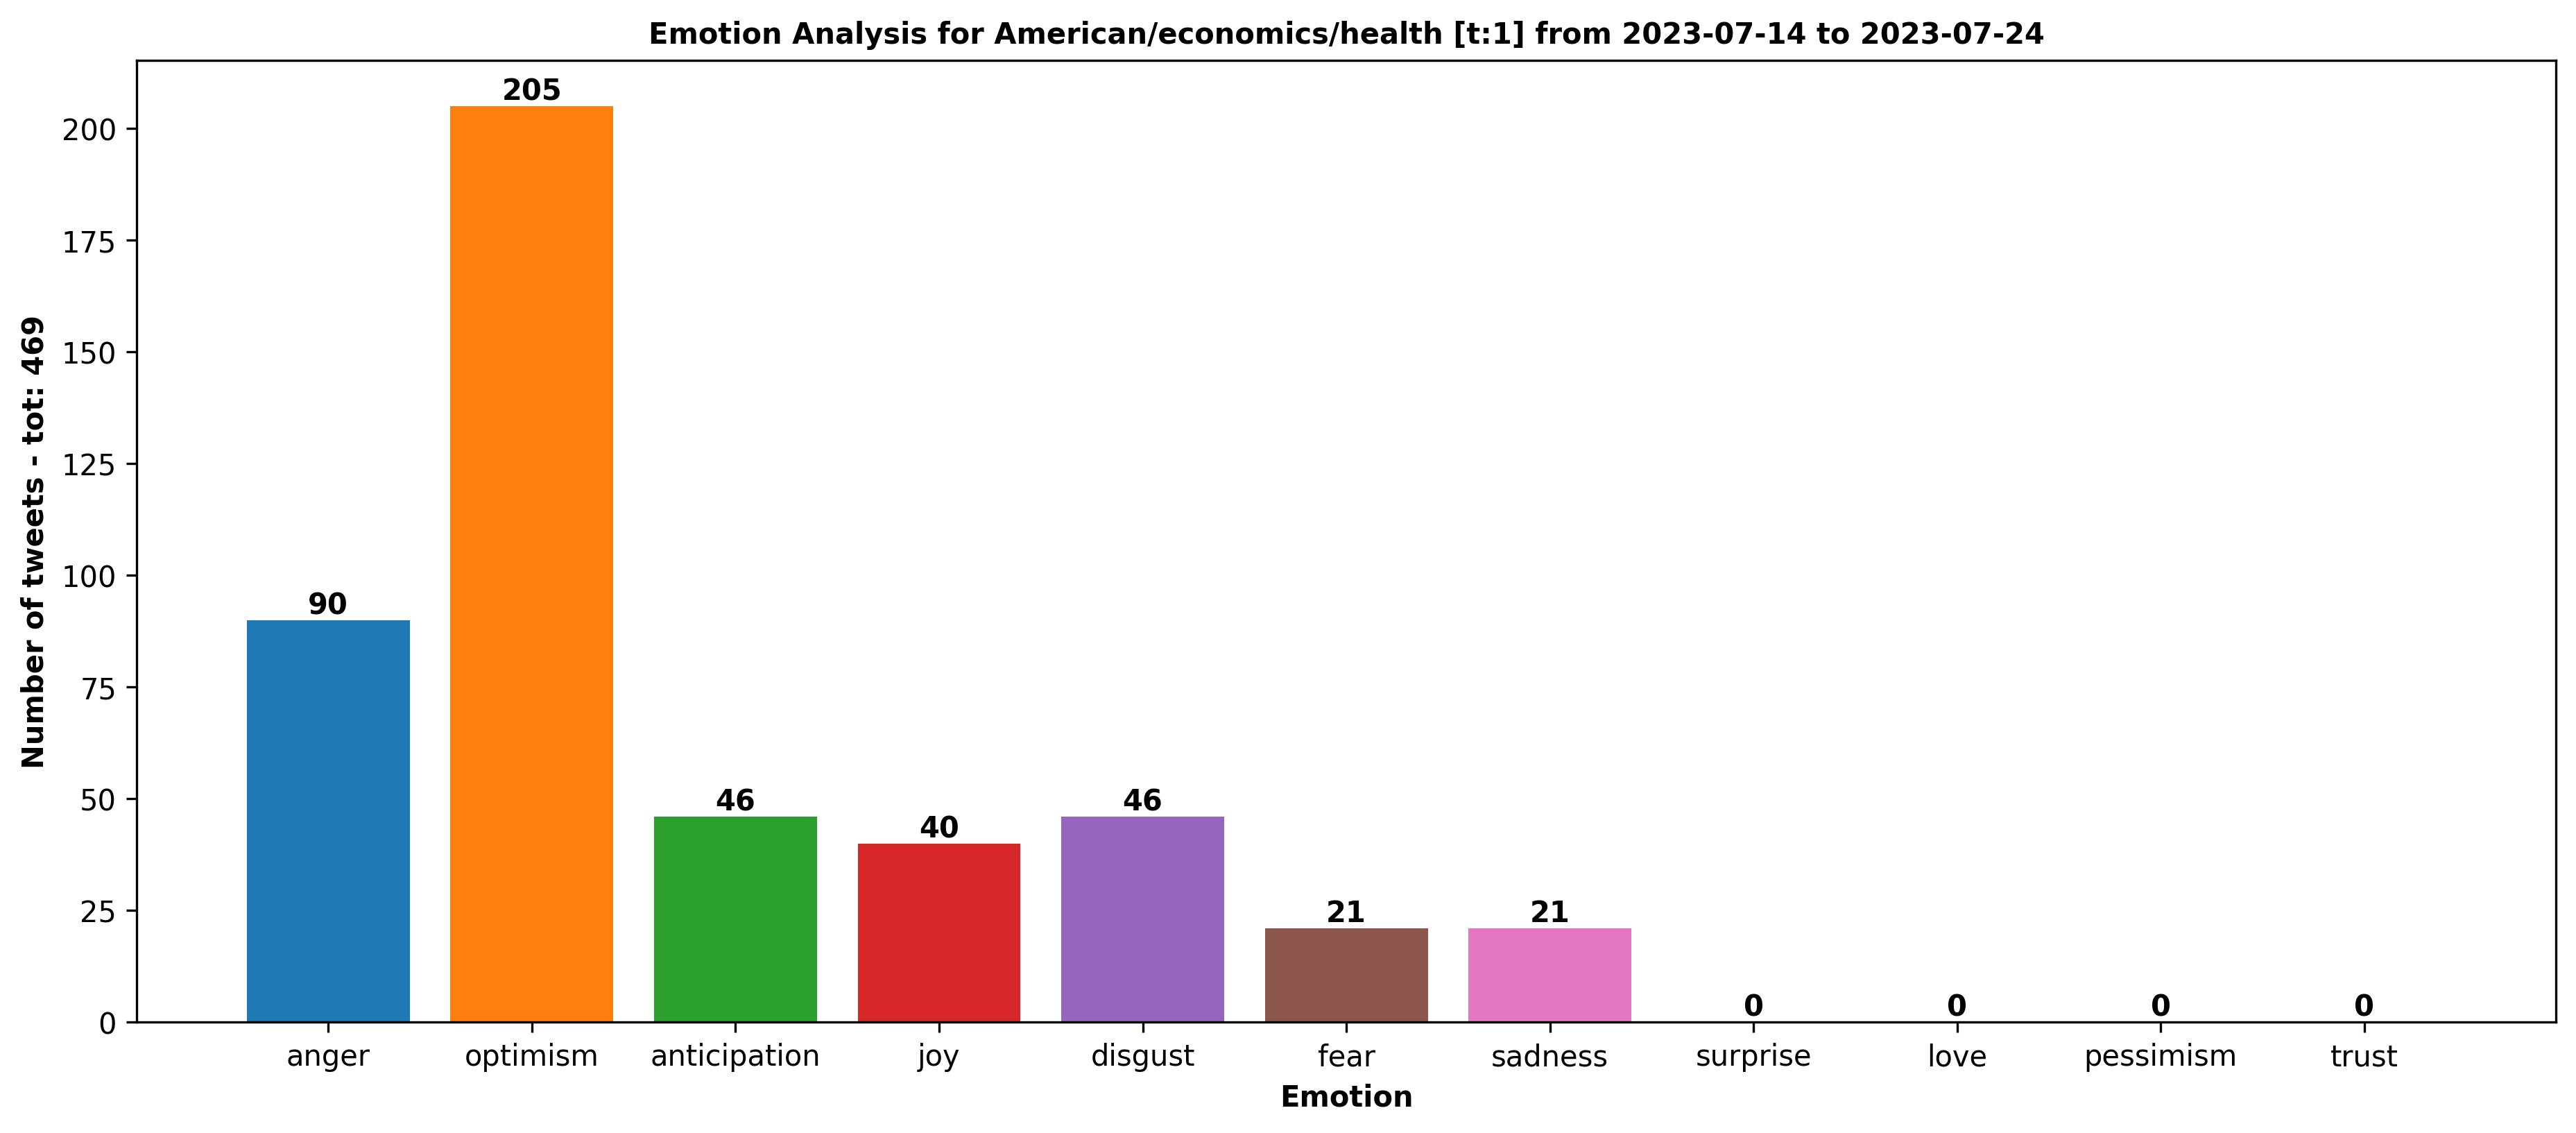 Emotion Analysis for American/economics/health [t:1] from 2023-07-14 to 2023-07-24
Number of tweets - tot: 469
200
175
150
125
100
75
50
25
0
90
205
46
40
46
21
21
0
0
0
0
anger
optimism
anticipation
joy
disgust
fear
sadness
surprise
love
pessimism
trust
Emotion